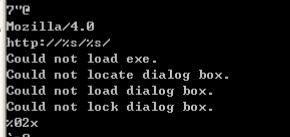 7"@
Mozilla/4.0
http://%s/%s/
Could not load exe.
Could not locate dialog box.
Could not load dialog box.
Could not lock dialog box.
%02x